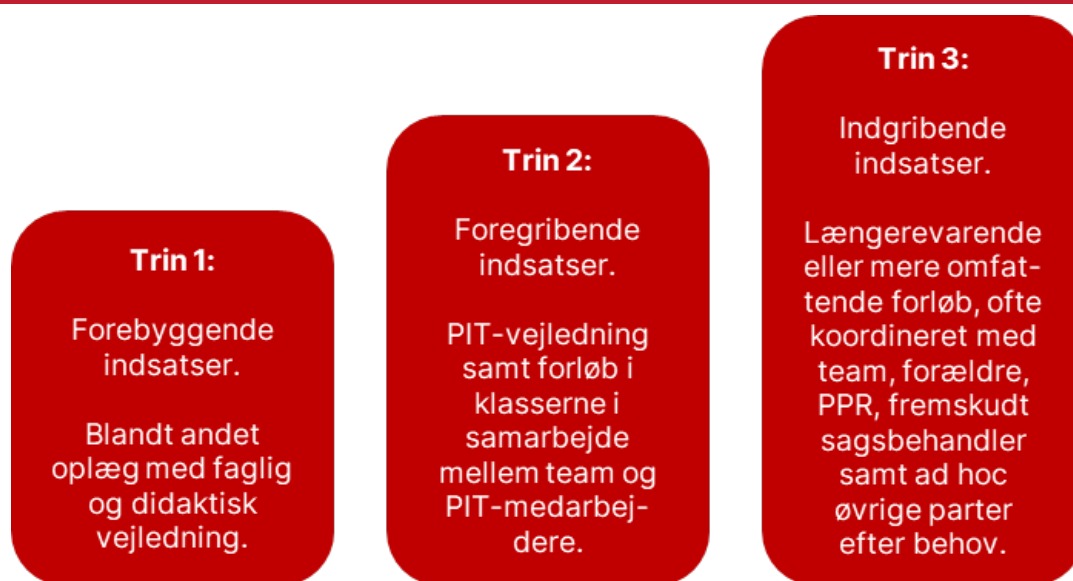 Trin 1:
Forebyggende
indsatser.
Blandt andet
oplæg med faglig
og didaktisk
vejledning.
Trin 2:
Foregribende
indsatser.
PIT-vejledning
samt forløb i
klasserne i
samarbejde
mellem team og
PIT-medarbej-
dere.
Trin 3:
Indgribende
indsatser.
Længerevarende
eller mere omfat-
tende forløb, ofte
koordineret med
team, forældre,
PPR, fremskudt
sagsbehandler
samt ad hoc
øvrige parter
efter behov.